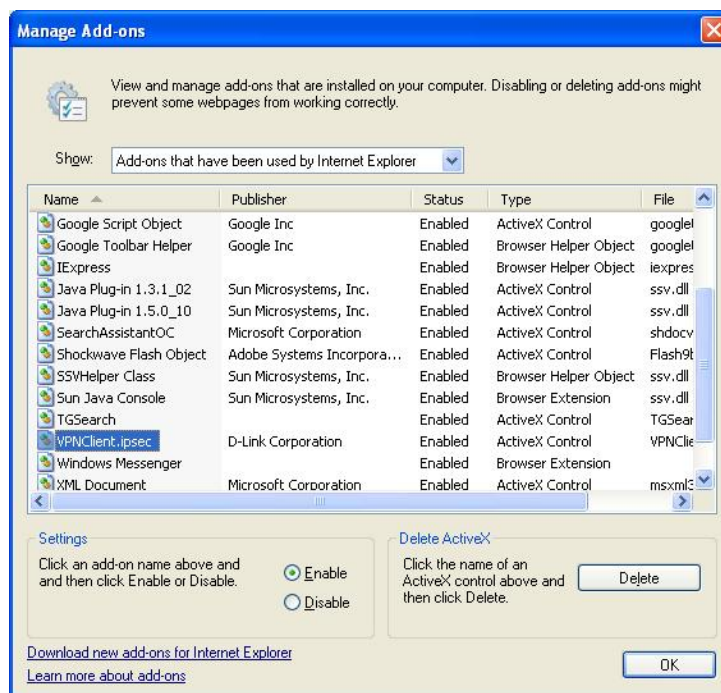 Manage Add-ons
View and manage add-ons that are installed on your computer. Disabling or deleting add-ons might
prevent some webpages from working correctly.
Show: Add-ons that have been used by Internet Explorer
Name Publisher Status Type File
Google Script Object Google Inc Enabled ActiveX Control google
Google Toolbar Helper Google Inc Enabled Browser Helper Object google
IExpress Enabled Browser Helper Object iexpres
Java Plug-in 1.3.1_02 Sun Microsystems, Inc. Enabled ActiveX Control ssv.dll
Java Plug-in 1.5.0_10 Sun Microsystems, Inc. Enabled ActiveX Control ssv.dll
SearchAssistantOC Microsoft Corporation Enabled ActiveX Control shdocv
Shockwave Flash Object Adobe Systems Incorpora... Enabled ActiveX Control Flash9
SSVHelper Class Sun Microsystems, Inc. Enabled Browser Helper Object ssv.dll
Sun Java Console Sun Microsystems, Inc. Enabled Browser Extension ssv.dll
TGSearch Enabled ActiveX Control TGSear
VPNClient.ipsec D-Link Corporation Enabled ActiveX Control VPNClie
Windows Messenger Enabled Browser Extension
XML Document Microsoft Corporation Enabled ActiveX Control msxml3
Settings
Click an add-on name above and
and then click Enable or Disable.
Enable
Disable
Delete ActiveX
Click the name of an
ActiveX control above and
then click Delete.
Delete
Download new add-ons for Internet Explorer
Learn more about add-ons
OK